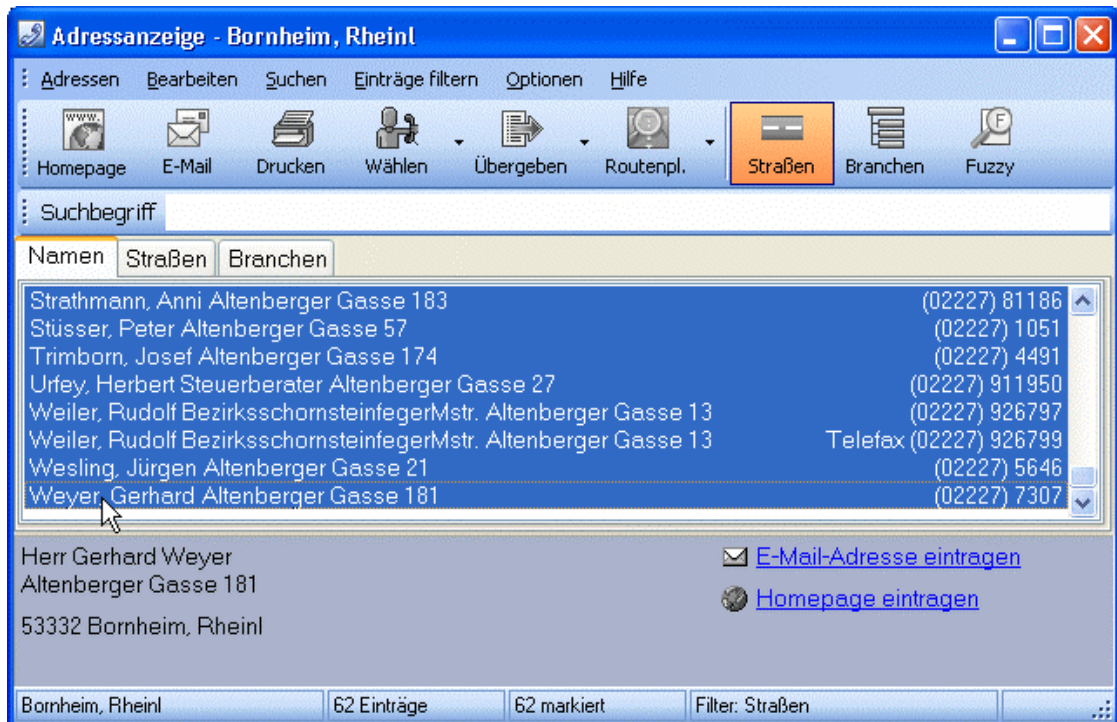 Adressanzeige - Bornheim, Rheinl
Adressen Bearbeiten Suchen Einträge filtern Optionen Hilfe
WWW.
F
Homepage E-Mail Drucken Wählen Übergeben Routenpl. Straßen Branchen Fuzzy
Suchbegriff
Namen Straßen Branchen
Strathmann, Anni Altenberger Gasse 183 (02227) 81186
Stüsser, Peter Altenberger Gasse 57 (02227) 1051
Trimborn, Josef Altenberger Gasse 174 (02227) 4491
Urfey, Herbert Steuerberater Altenberger Gasse 27 (02227) 911950
Weiler, Rudolf BezirksschornsteinfegerMstr. Altenberger Gasse 13 (02227) 926797
Weiler, Rudolf BezirksschornsteinfegerMstr. Altenberger Gasse 13 Telefax (02227) 926799
Wesling, Jürgen Altenberger Gasse 21 (02227) 5646
Weyer, Gerhard Altenberger Gasse 181 (02227) 7307
Herr Gerhard Weyer
Altenberger Gasse 181
53332 Bornheim, Rheinl
E-Mail-Adresse eintragen
Homepage eintragen
Bornheim, Rheinl 62 Einträge 62 markiert Filter: Straßen